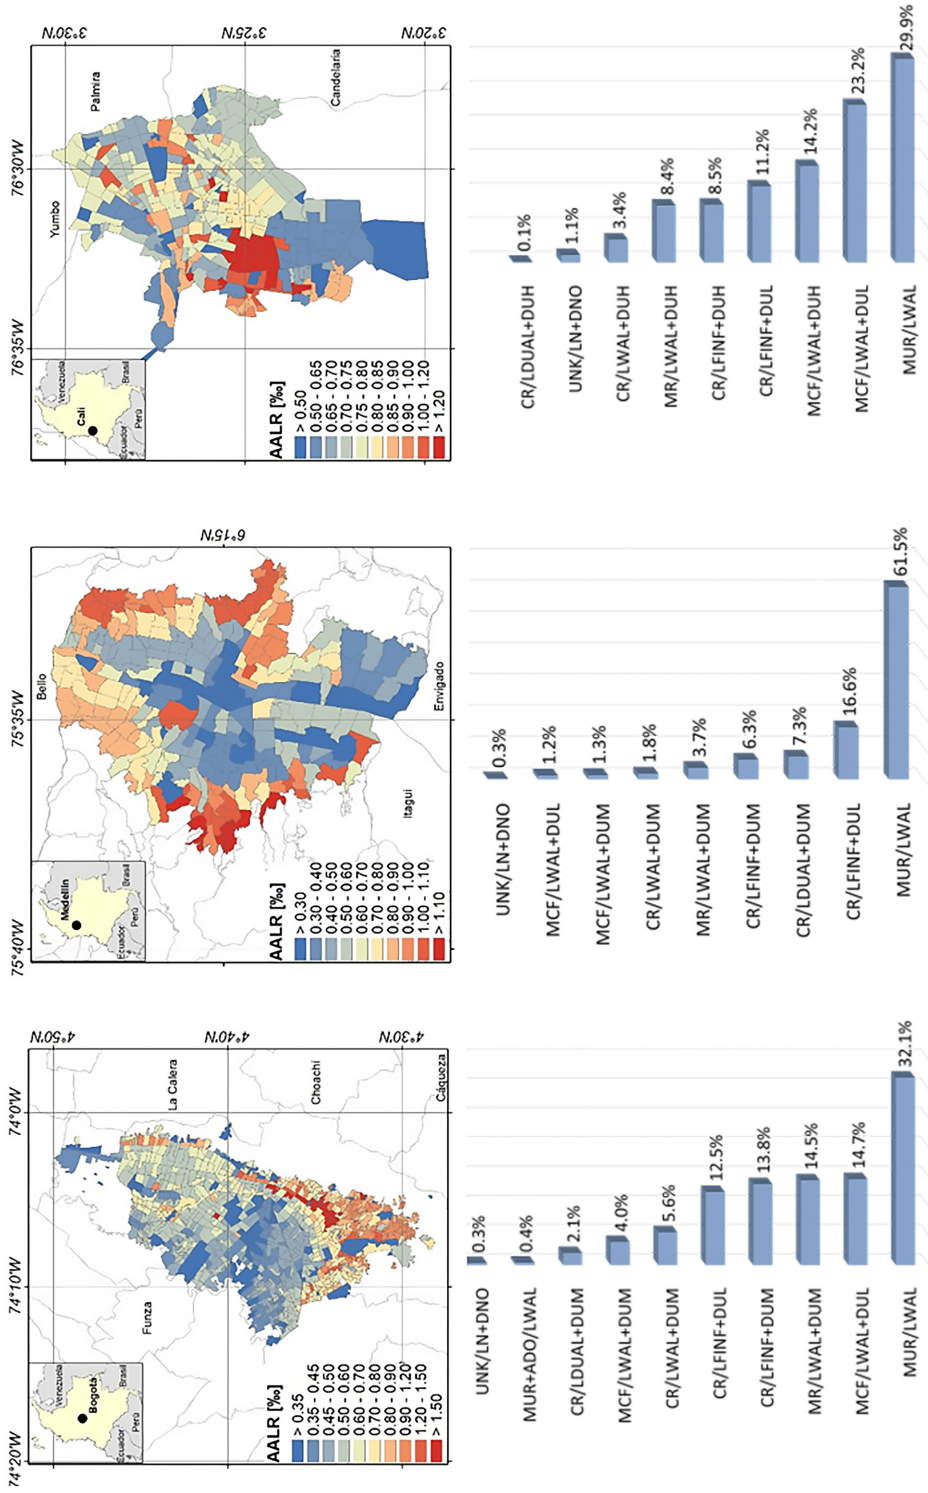 74°20'W
74°10'W
74°0'W
4°50'N
4°40'N
4°30'N
Venezuela
Bogotá
Brasil
Ecuador
Perú
Funza
La Calera
Choachí
Cáqueza
AALR [‰]
> 0.35
0.35 - 0.45
0.45 - 0.50
0.50 - 0.60
0.60 - 0.70
0.70 - 0.80
0.80 - 0.90
0.90 - 1.20
1.20 - 1.50
> 1.50
UNK/LN+DNO 0.3%
MUR+ADO/LWAL 0.4%
CR/LDUAL+DUM 2.1%
MCF/LWAL+DUM 4.0%
CR/LWAL+DUM 5.6%
CR/LFINF+DUL 12.5%
CR/LFINF+DUM 13.8%
MR/LWAL+DUM 14.5%
MCF/LWAL+DUL 14.7%
MUR/LWAL 32.1%
75°40'W
75°35'W
6°15'N
Medellín
Brasil
Ecuador
Perú
Bello
Itagui
Envigado
AALR [‰]
> 0.30
0.30 - 0.40
0.40 - 0.50
0.50 - 0.60
0.60 - 0.70
0.70 - 0.80
0.80 - 0.90
0.90 - 1.00
1.00 - 1.10
> 1.10
UNK/LN+DNO 0.3%
MCF/LWAL+DUL 1.2%
MCF/LWAL+DUM 1.3%
CR/LWAL+DUM 1.8%
MR/LWAL+DUM 3.7%
CR/LFINF+DUM 6.3%
CR/LDUAL+DUM 7.3%
CR/LFINF+DUL 16.6%
MUR/LWAL 61.5%
76°35'W
76°30'W
3°30'N
3°25'N
3°20'N
Venezuela
Cali
Brasil
Ecuador
Perú
Yumbo
Palmira
Candelaria
AALR [‰]
> 0.50
0.50 - 0.65
0.65 - 0.70
0.70 - 0.75
0.75 - 0.80
0.80 - 0.85
0.85 - 0.90
0.90 - 1.00
1.00 - 1.20
> 1.20
CR/LDUAL+DUH 0.1%
UNK/LN+DNO 1.1%
CR/LWAL+DUH 3.4%
MR/LWAL+DUH 8.4%
CR/LFINF+DUH 8.5%
CR/LFINF+DUL 11.2%
MCF/LWAL+DUH 14.2%
MCF/LWAL+DUL 23.2%
MUR/LWAL 29.9%